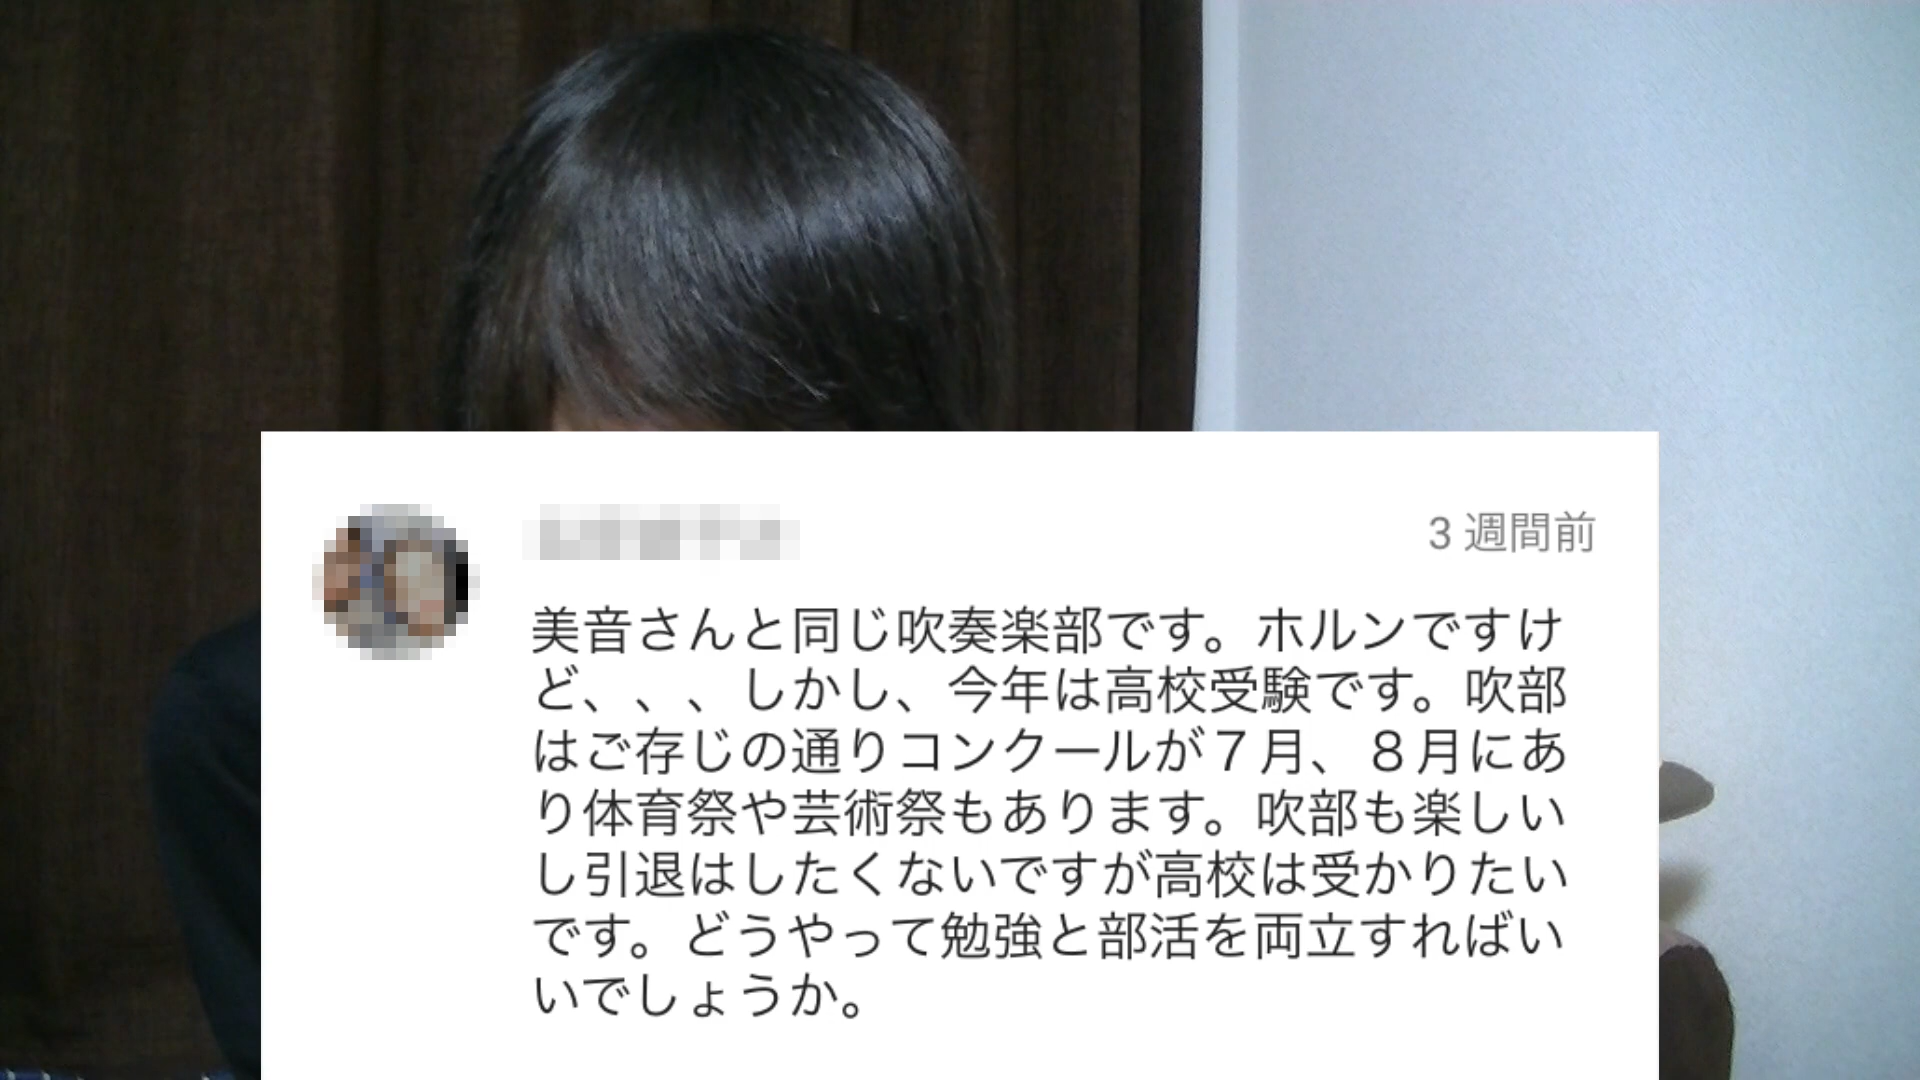 3 週間前
美音さんと同じ吹奏楽部です。ホルンですけ
ど、、、しかし、今年は高校受験です。吹部
はご存じの通りコンクールが７月、８月にあ
り体育祭や芸術祭もあります。吹部も楽しい
し引退はしたくないですが高校は受かりたい
です。どうやって勉強と部活を両立すればい
いでしょうか。